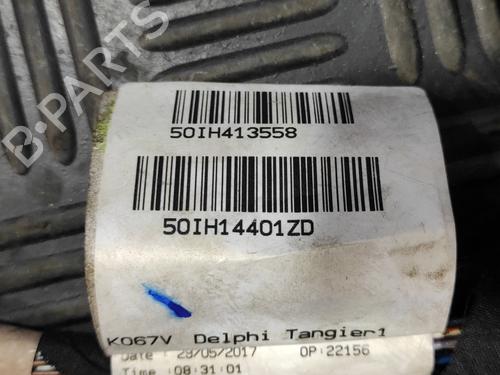 50IH413558
50IH14401ZD
K067V Delphi Tangier1
Date : 23/05/2017 OP:22156
Time :08:31:01
B-PARTS